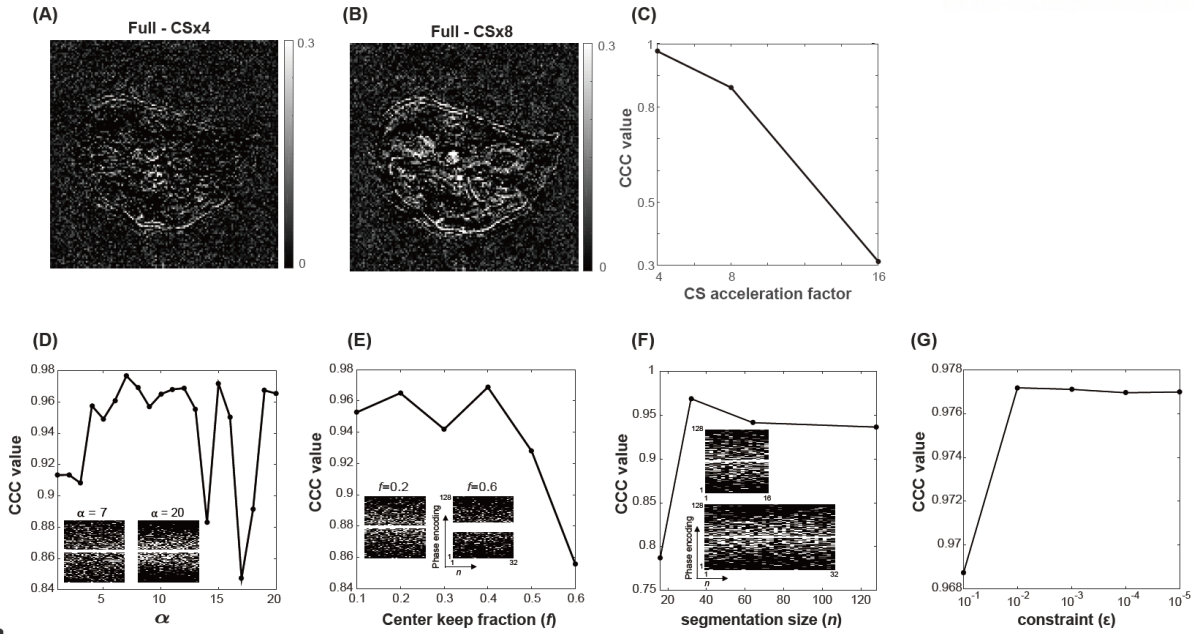 (A)
Full - CSx4
0.3
0
(B)
Full - CSx8
0.3
0
(C)
1
0.8
0.5
0.3
CCC value
4
8
16
CS acceleration factor
(D)
0.98
0.96
0.94
0.92
0.9
0.88
0.86
0.84
CCC value
α = 7
α = 20
5
10
15
20
α
(E)
0.98
0.96
0.94
0.92
0.9
0.88
0.86
0.84
CCC value
f=0.2
f=0.6
128
Phase encoding
1
1
32
n
0.1
0.2
0.3
0.4
0.5
0.6
Center keep fraction (f)
(F)
1
0.95
0.9
0.85
0.8
0.75
CCC value
128
1
1
16
128
Phase encoding
1
1
32
n
20
40
60
80
100
120
segmentation size (n)
(G)
0.978
0.976
0.974
0.972
0.97
0.968
CCC value
10⁻¹
10⁻²
10⁻³
10⁻⁴
10⁻⁵
constraint (ε)